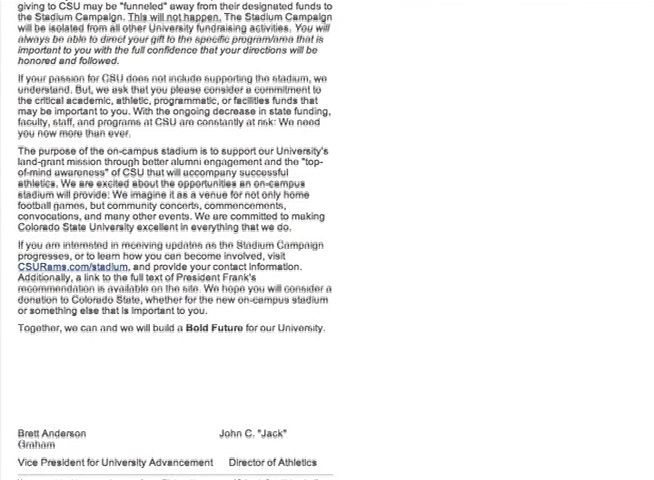 giving to CSU may be "funneled" away from their designated funds to
the Stadium Campaign. This will not happen. The Stadium Campaign
will be isolated from all other University fundraising activities. You will
always be able to direct your gift to the specific program/area that is
important to you with the full confidence that your directions will be
honored and followed.
If your passion for CSU does not include supporting the stadium, we
understand. But, we ask that you please consider a commitment to
the critical academic, athletic, programmatic, or facilities funds that
may be important to you. With the ongoing decrease in state funding,
faculty, staff, and programs at CSU are constantly at risk: We need
you now more than ever.
The purpose of the on-campus stadium is to support our University's
land-grant mission through better alumni engagement and the "top-
of-mind awareness" of CSU that will accompany successful
athletics. We are excited about the opportunities an on-campus
stadium will provide: We imagine it as a venue for not only home
football games, but community concerts, commencements,
convocations, and many other events. We are committed to making
Colorado State University excellent in everything that we do.
If you are interested in receiving updates as the Stadium Campaign
progresses, or to learn how you can become involved, visit
CSURams.com/stadium, and provide your contact information.
Additionally, a link to the full text of President Frank's
recommendation is available on the site. We hope you will consider a
donation to Colorado State, whether for the new on-campus stadium
or something else that is important to you.
Together, we can and we will build a Bold Future for our University.
Brett Anderson John C. "Jack"
Graham
Vice President for University Advancement Director of Athletics